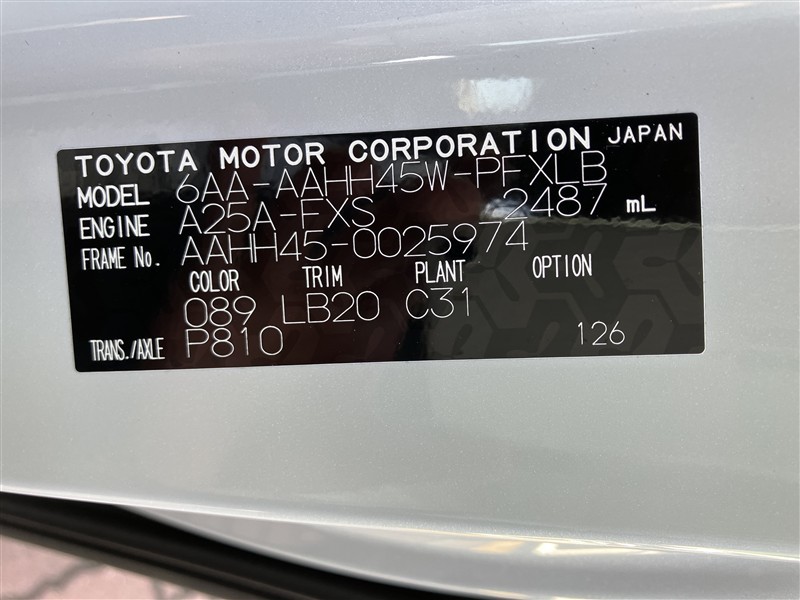 TOYOTA MOTOR CORPORATION JAPAN
MODEL 6AA-AAHH45W-PFXLB
ENGINE A25A-FXS 2487 mL
FRAME No. AAHH45-0025974
COLOR TRIM PLANT OPTION
089 LB20 C31
TRANS./AXLE P810 126